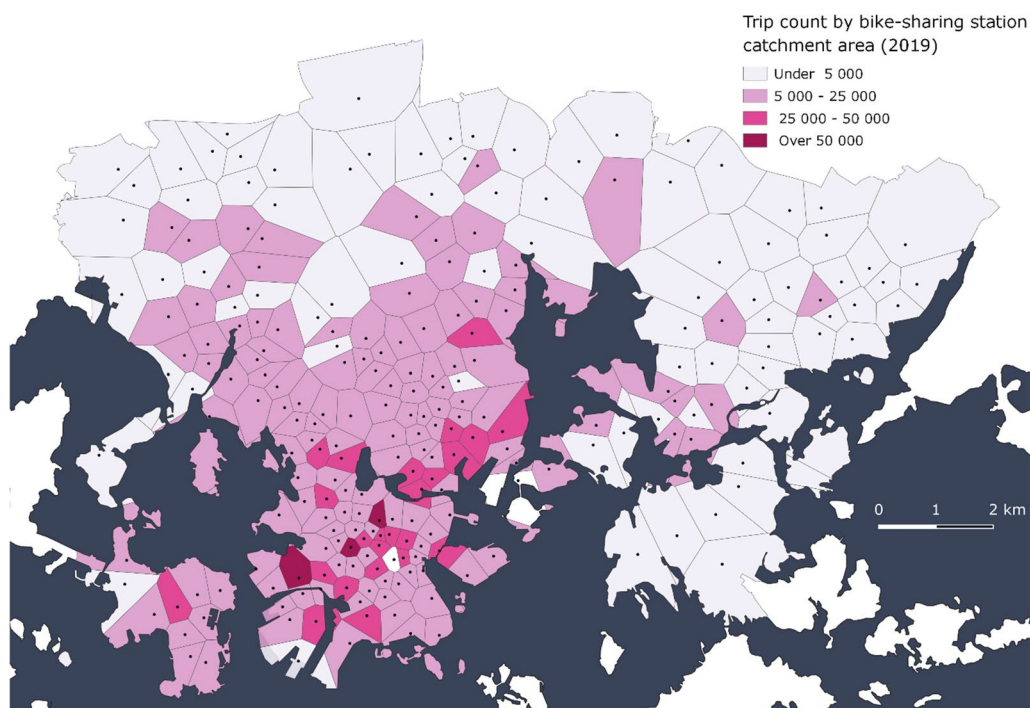 Trip count by bike-sharing station
catchment area (2019)
Under 5 000
5 000 - 25 000
25 000 - 50 000
Over 50 000
0 1 2 km